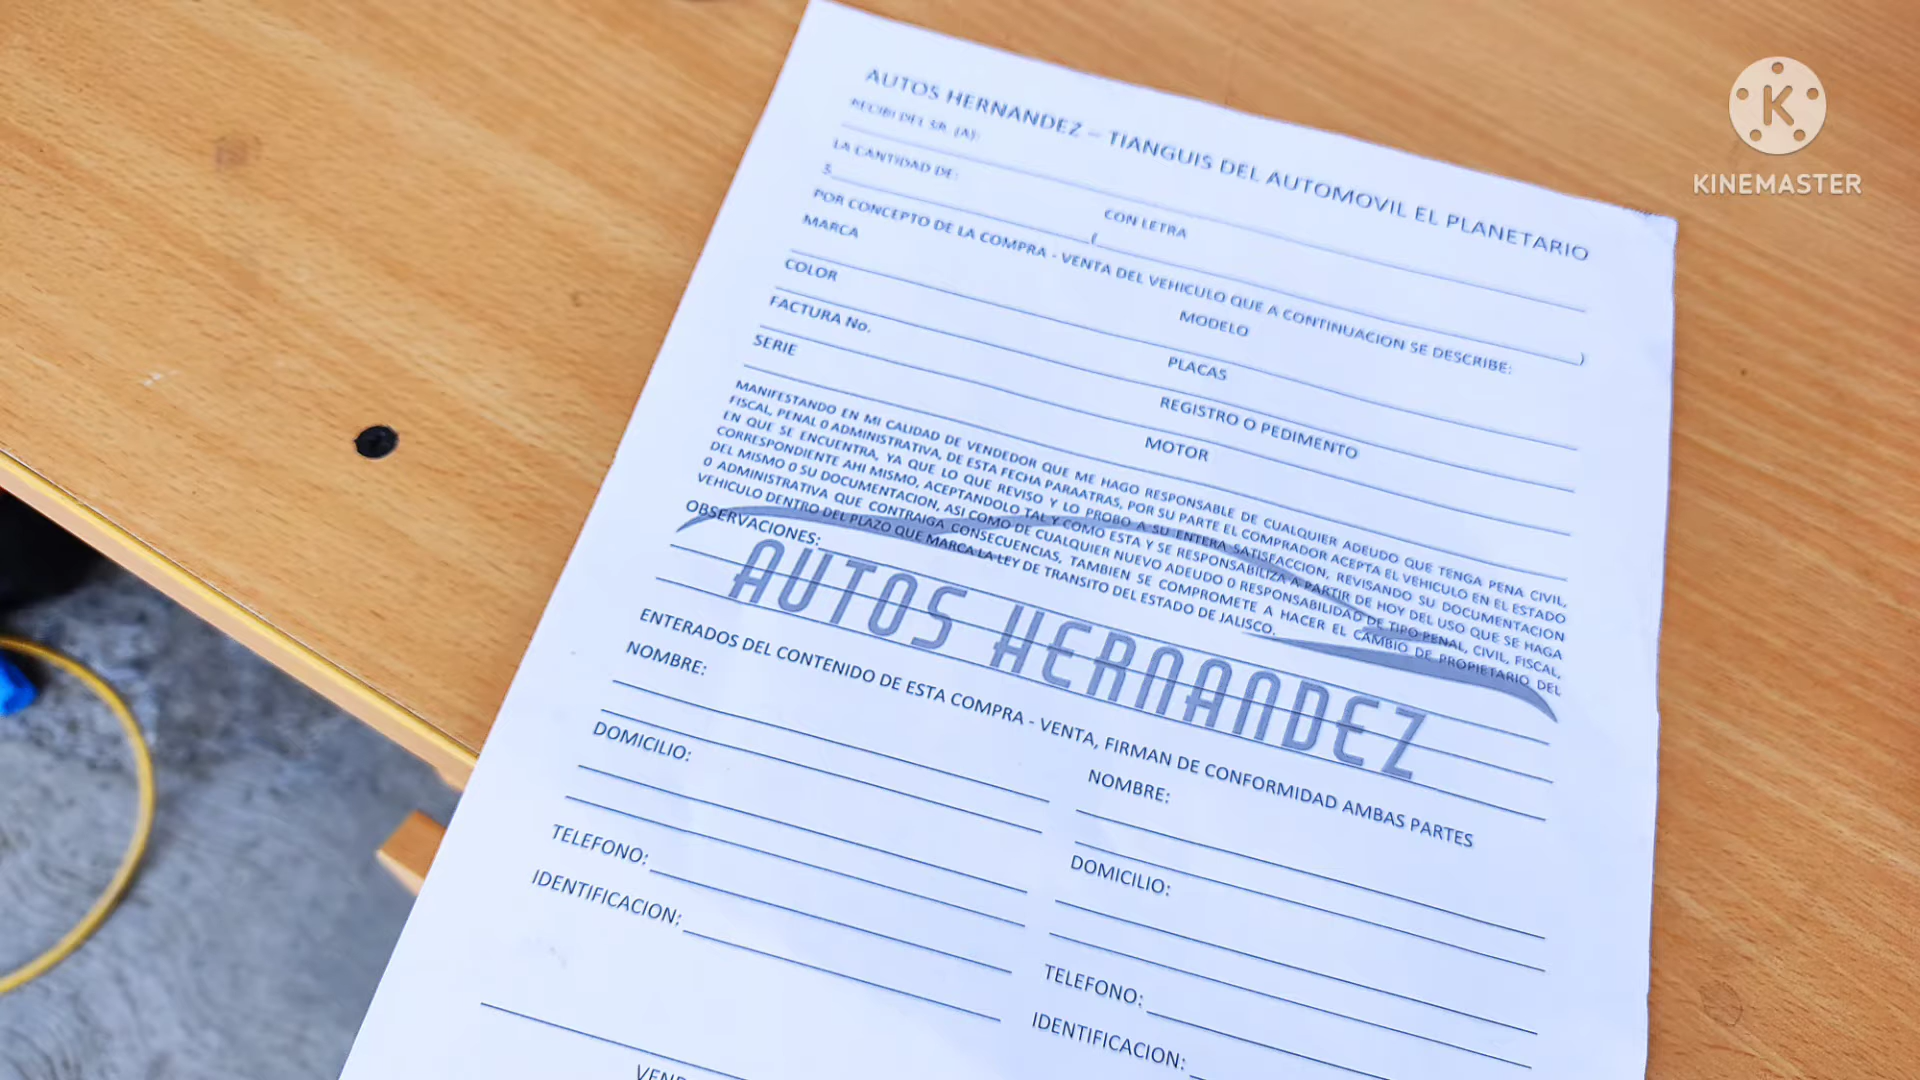 AUTOS HERNANDEZ – TIANGUIS DEL AUTOMOVIL EL PLANETARIO
RECIBI DEL SR. (A):
LA CANTIDAD DE:
$ ( CON LETRA )
POR CONCEPTO DE LA COMPRA - VENTA DEL VEHICULO QUE A CONTINUACION SE DESCRIBE:
MARCA MODELO
COLOR PLACAS
FACTURA No. REGISTRO O PEDIMENTO
SERIE MOTOR
MANIFESTANDO EN MI CALIDAD DE VENDEDOR QUE ME HAGO RESPONSABLE DE CUALQUIER ADEUDO QUE TENGA PENA CIVIL,
FISCAL, PENAL 0 ADMINISTRATIVA, DE ESTA FECHA PARAATRAS, POR SU PARTE EL COMPRADOR ACEPTA EL VEHICULO EN EL ESTADO
EN QUE SE ENCUENTRA, YA QUE LO QUE REVISO Y LO PROBO A SU ENTERA SATISFACCION, REVISANDO SU DOCUMENTACION
CORRESPONDIENTE AHI MISMO, ACEPTANDOLO TAL Y COMO ESTA Y SE RESPONSABILIZA A PARTIR DE HOY DEL USO QUE SE HAGA
DEL MISMO 0 SU DOCUMENTACION, ASI COMO DE CUALQUIER NUEVO ADEUDO 0 RESPONSABILIDAD DE TIPO PENAL, CIVIL, FISCAL,
0 ADMINISTRATIVA QUE CONTRAIGA CONSECUENCIAS, TAMBIEN SE COMPROMETE A HACER EL CAMBIO DE PROPIETARIO DEL
VEHICULO DENTRO DEL PLAZO QUE MARCA LA LEY DE TRANSITO DEL ESTADO DE JALISCO.
OBSERVACIONES:
AUTOS HERNANDEZ
ENTERADOS DEL CONTENIDO DE ESTA COMPRA - VENTA, FIRMAN DE CONFORMIDAD AMBAS PARTES
NOMBRE: NOMBRE:
DOMICILIO: DOMICILIO:
TELEFONO: TELEFONO:
IDENTIFICACION: IDENTIFICACION:
K
KINEMASTER